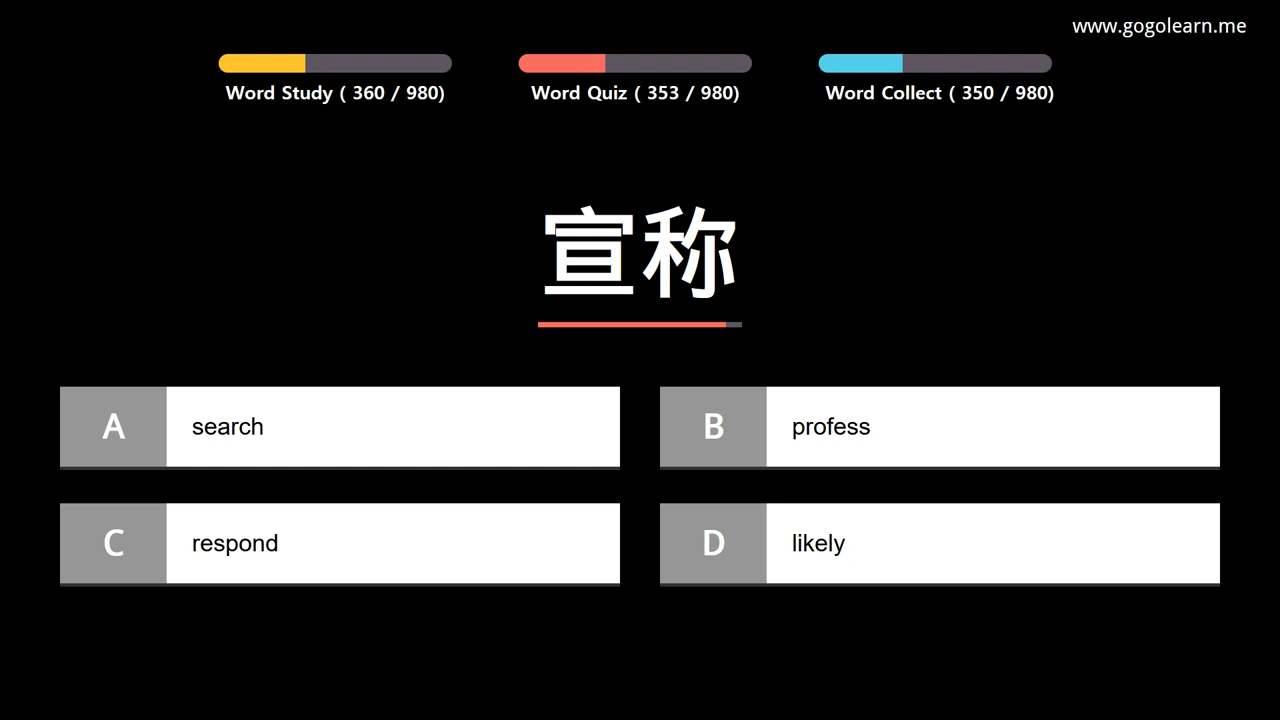 www.gogolearn.me
Word Study ( 360 / 980)
Word Quiz ( 353 / 980)
Word Collect ( 350 / 980)
宣称
A search
B profess
C respond
D likely